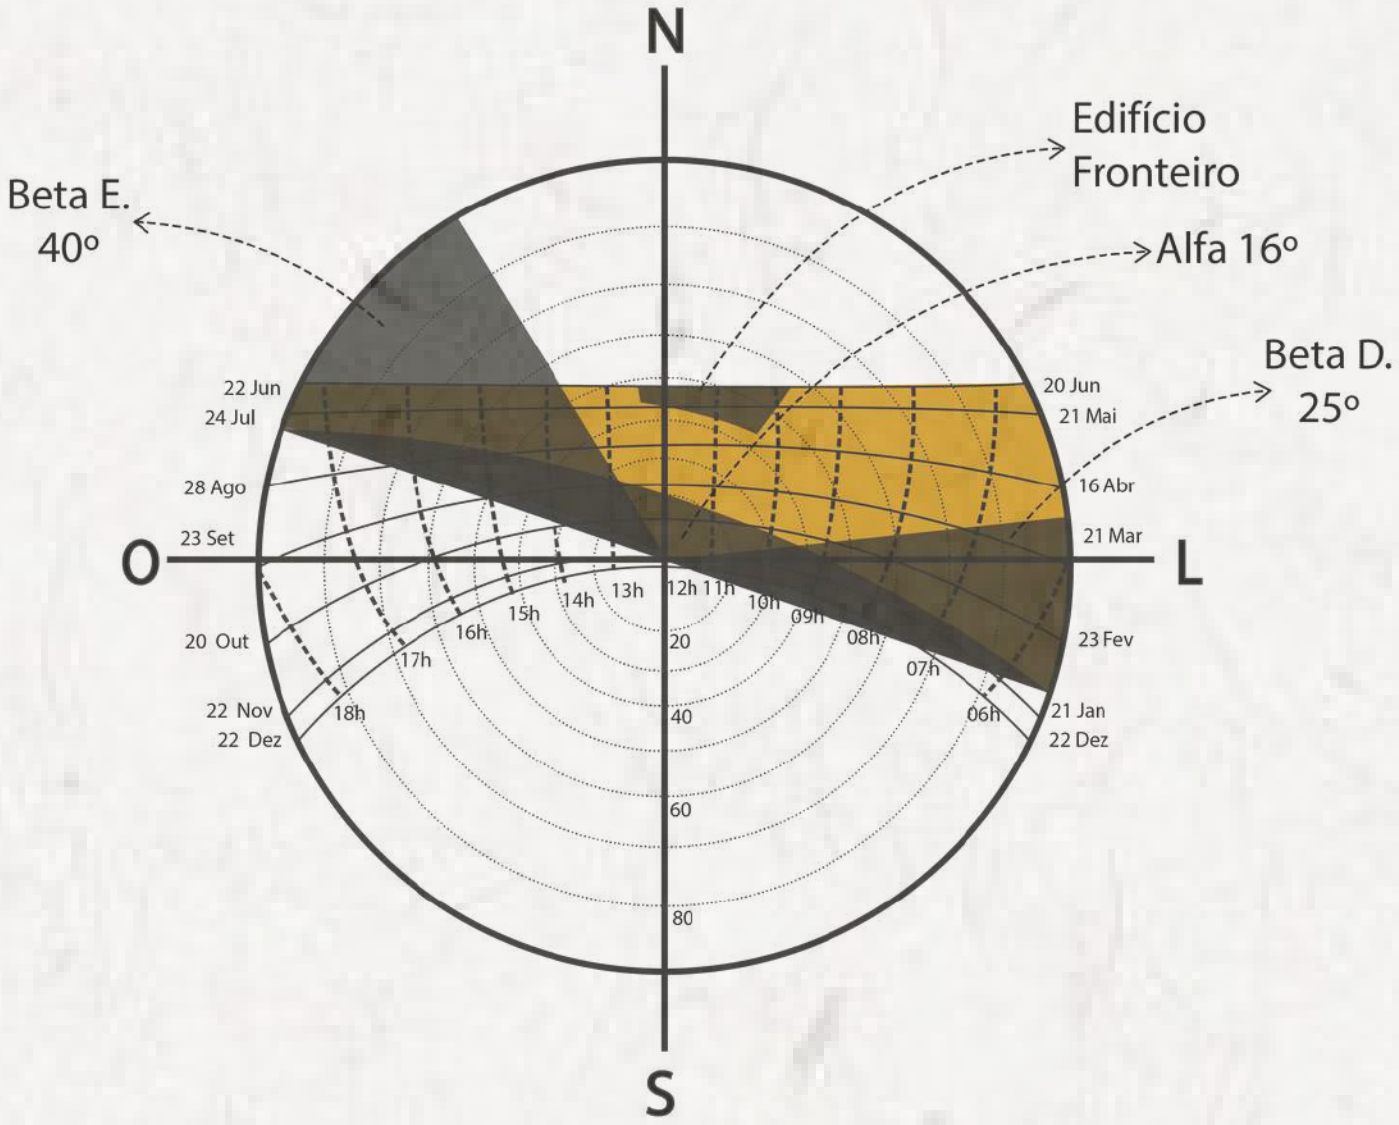 N
Edifício
Fronteiro
Beta E.
40º
Alfa 16º
Beta D.
25º
22 Jun
20 Jun
24 Jul
21 Mai
28 Ago
16 Abr
23 Set
21 Mar
O
L
13h
12h
11h
14h
10h
15h
09h
16h
08h
17h
07h
18h
06h
20
20 Out
23 Fev
22 Nov
21 Jan
22 Dez
22 Dez
40
60
80
S